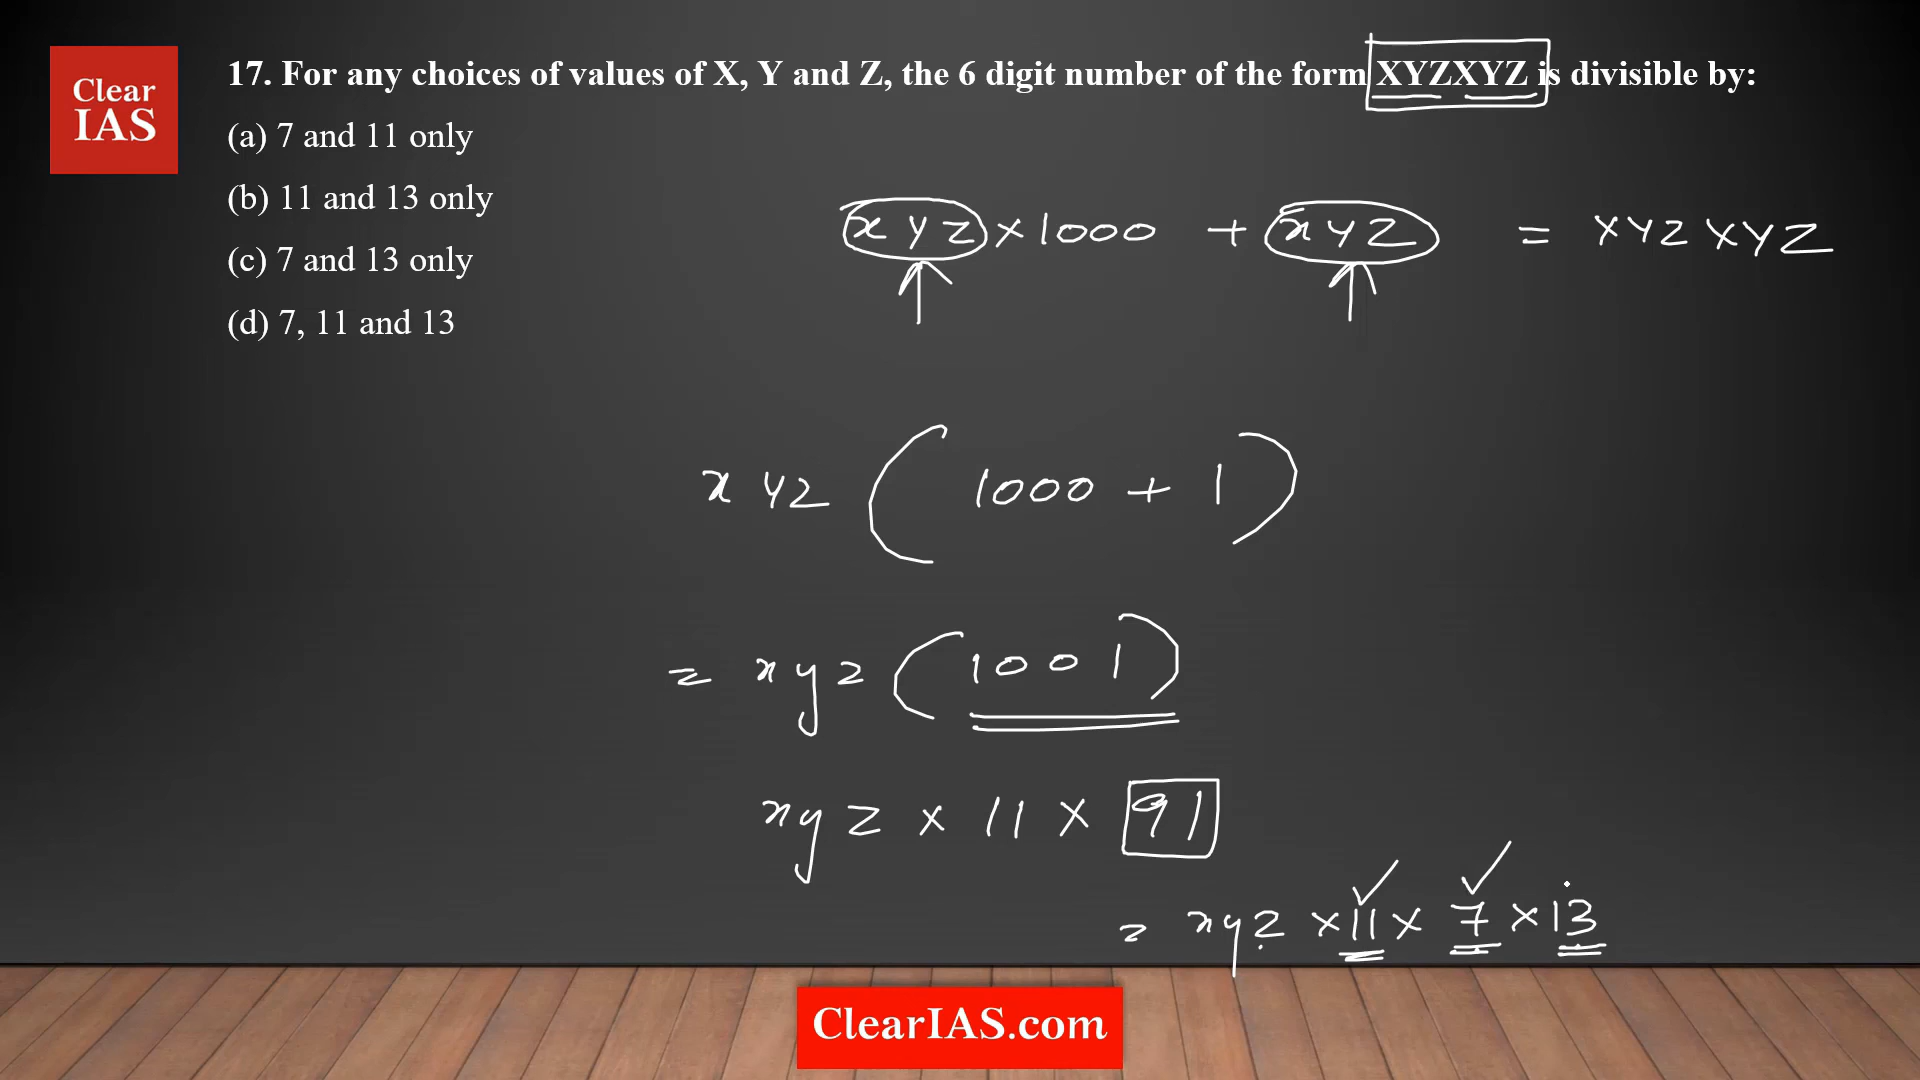 Clear
IAS
17. For any choices of values of X, Y and Z, the 6 digit number of the form XYZXYZ is divisible by:
(a) 7 and 11 only
(b) 11 and 13 only
(c) 7 and 13 only
(d) 7, 11 and 13
xyz × 1000 + xyz = XYZXYZ
xyz (1000 + 1)
= xyz (1001)
xyz × 11 × 91
= xyz × 11 × 7 × 13
ClearIAS.com